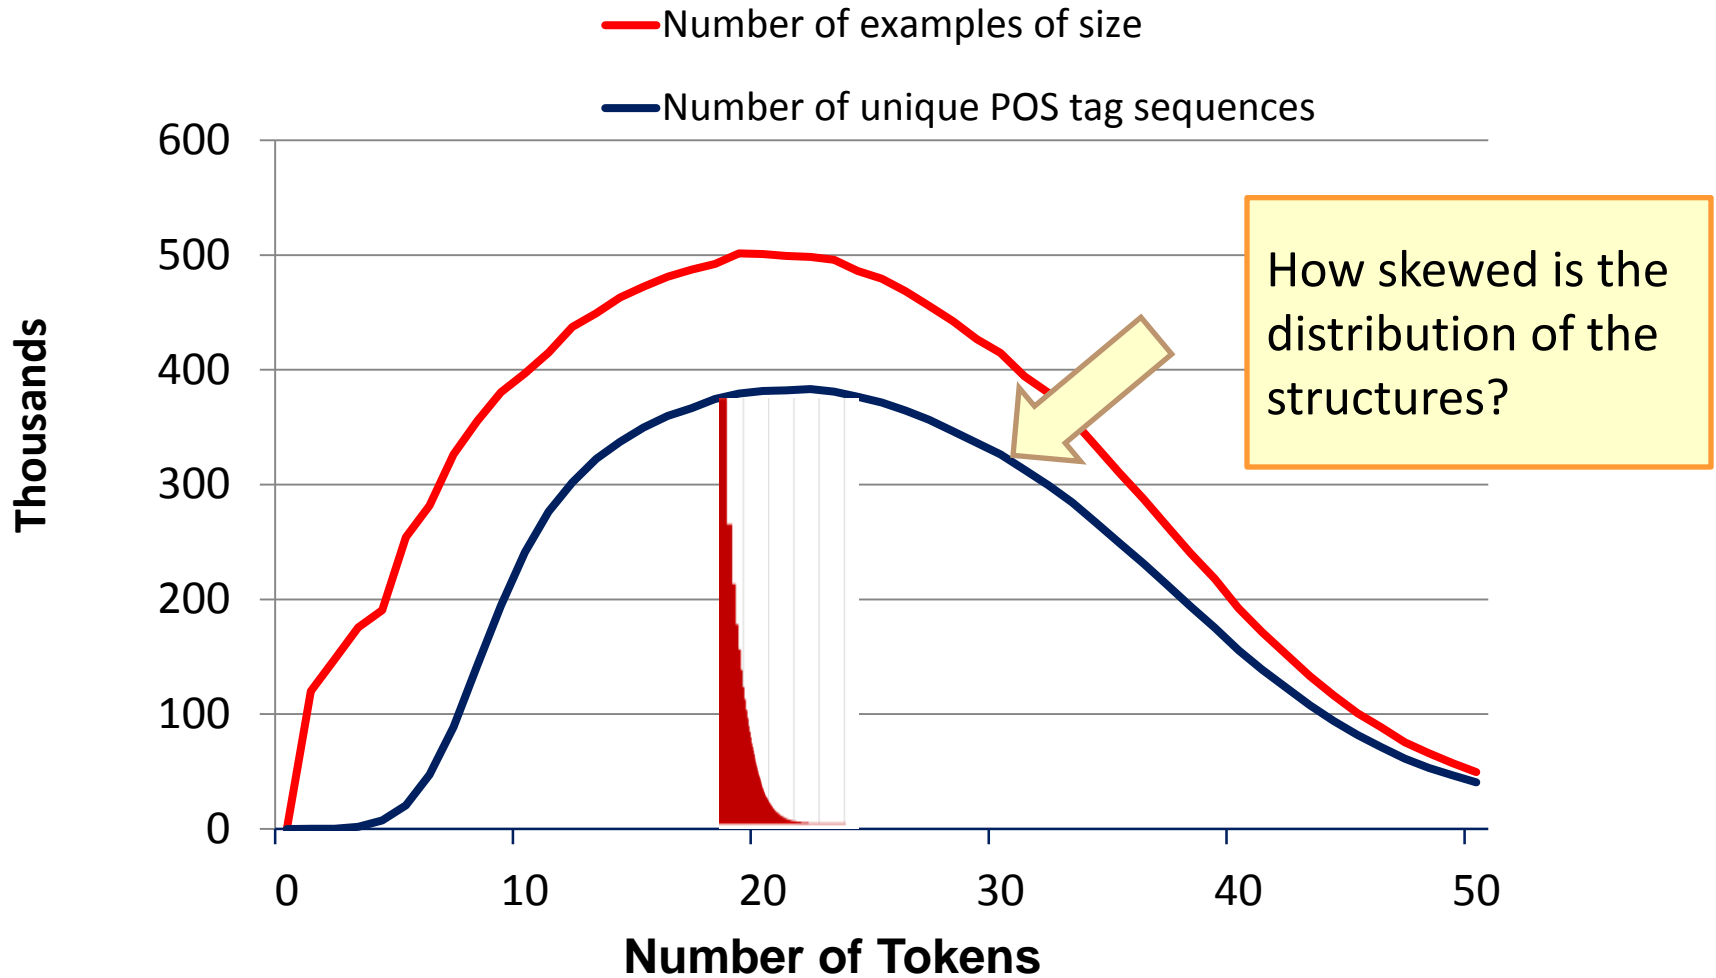 Number of examples of size
Number of unique POS tag sequences
600
500
400
300
200
100
0
Thousands
How skewed is the
distribution of the
structures?
0 10 20 30 40 50
Number of Tokens